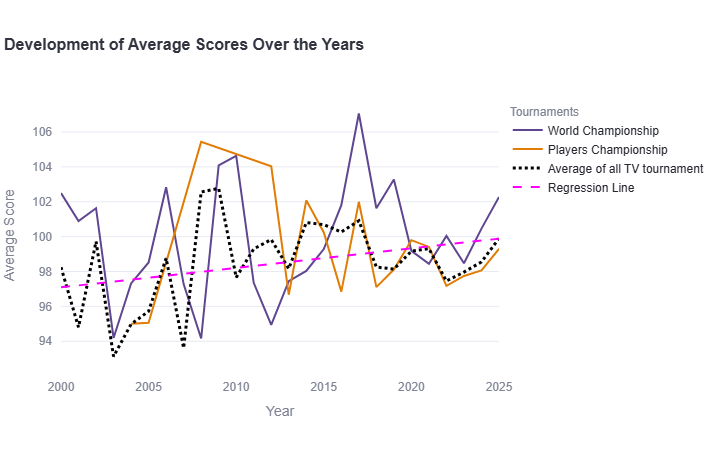 Development of Average Scores Over the Years
Tournaments
World Championship
Players Championship
Average of all TV tournament
Regression Line
Average Score
106
104
102
100
98
96
94
2000 2005 2010 2015 2020 2025
Year